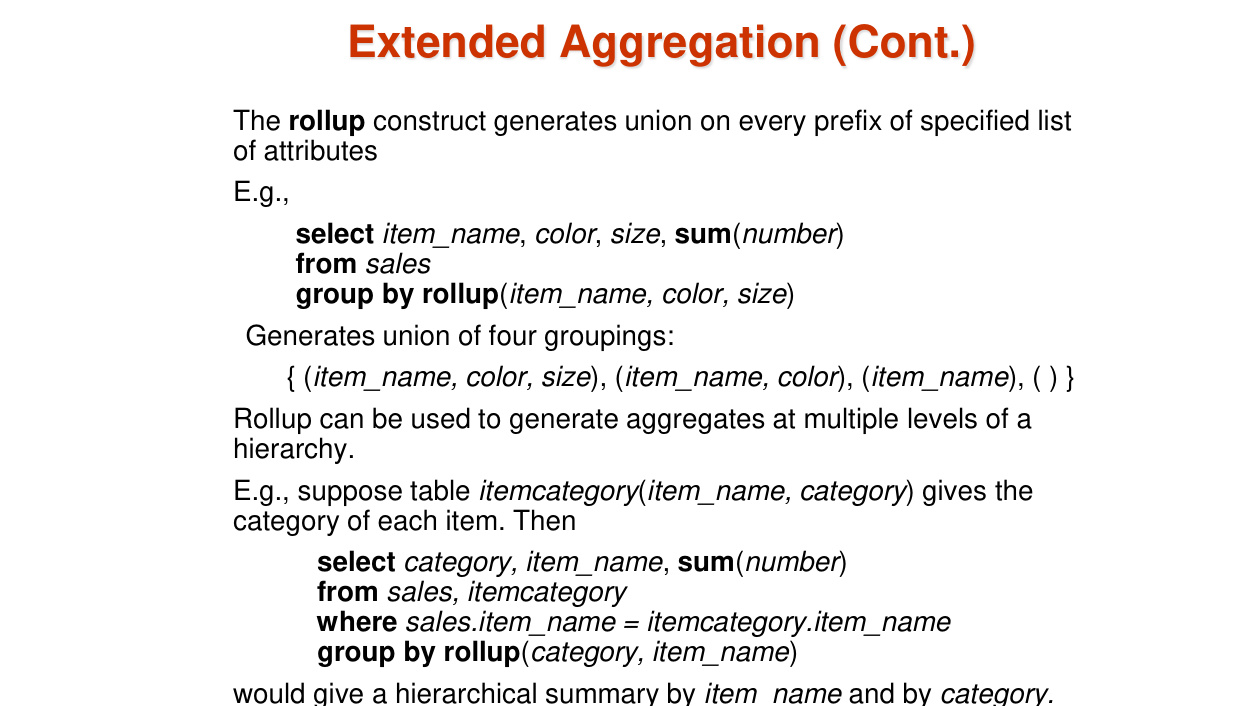 Extended Aggregation (Cont.)
The rollup construct generates union on every prefix of specified list
of attributes
E.g.,
select item_name, color, size, sum(number)
from sales
group by rollup(item_name, color, size)
Generates union of four groupings:
{ (item_name, color, size), (item_name, color), (item_name), ( ) }
Rollup can be used to generate aggregates at multiple levels of a
hierarchy.
E.g., suppose table itemcategory(item_name, category) gives the
category of each item. Then
select category, item_name, sum(number)
from sales, itemcategory
where sales.item_name = itemcategory.item_name
group by rollup(category, item_name)
would give a hierarchical summary by item_name and by category.